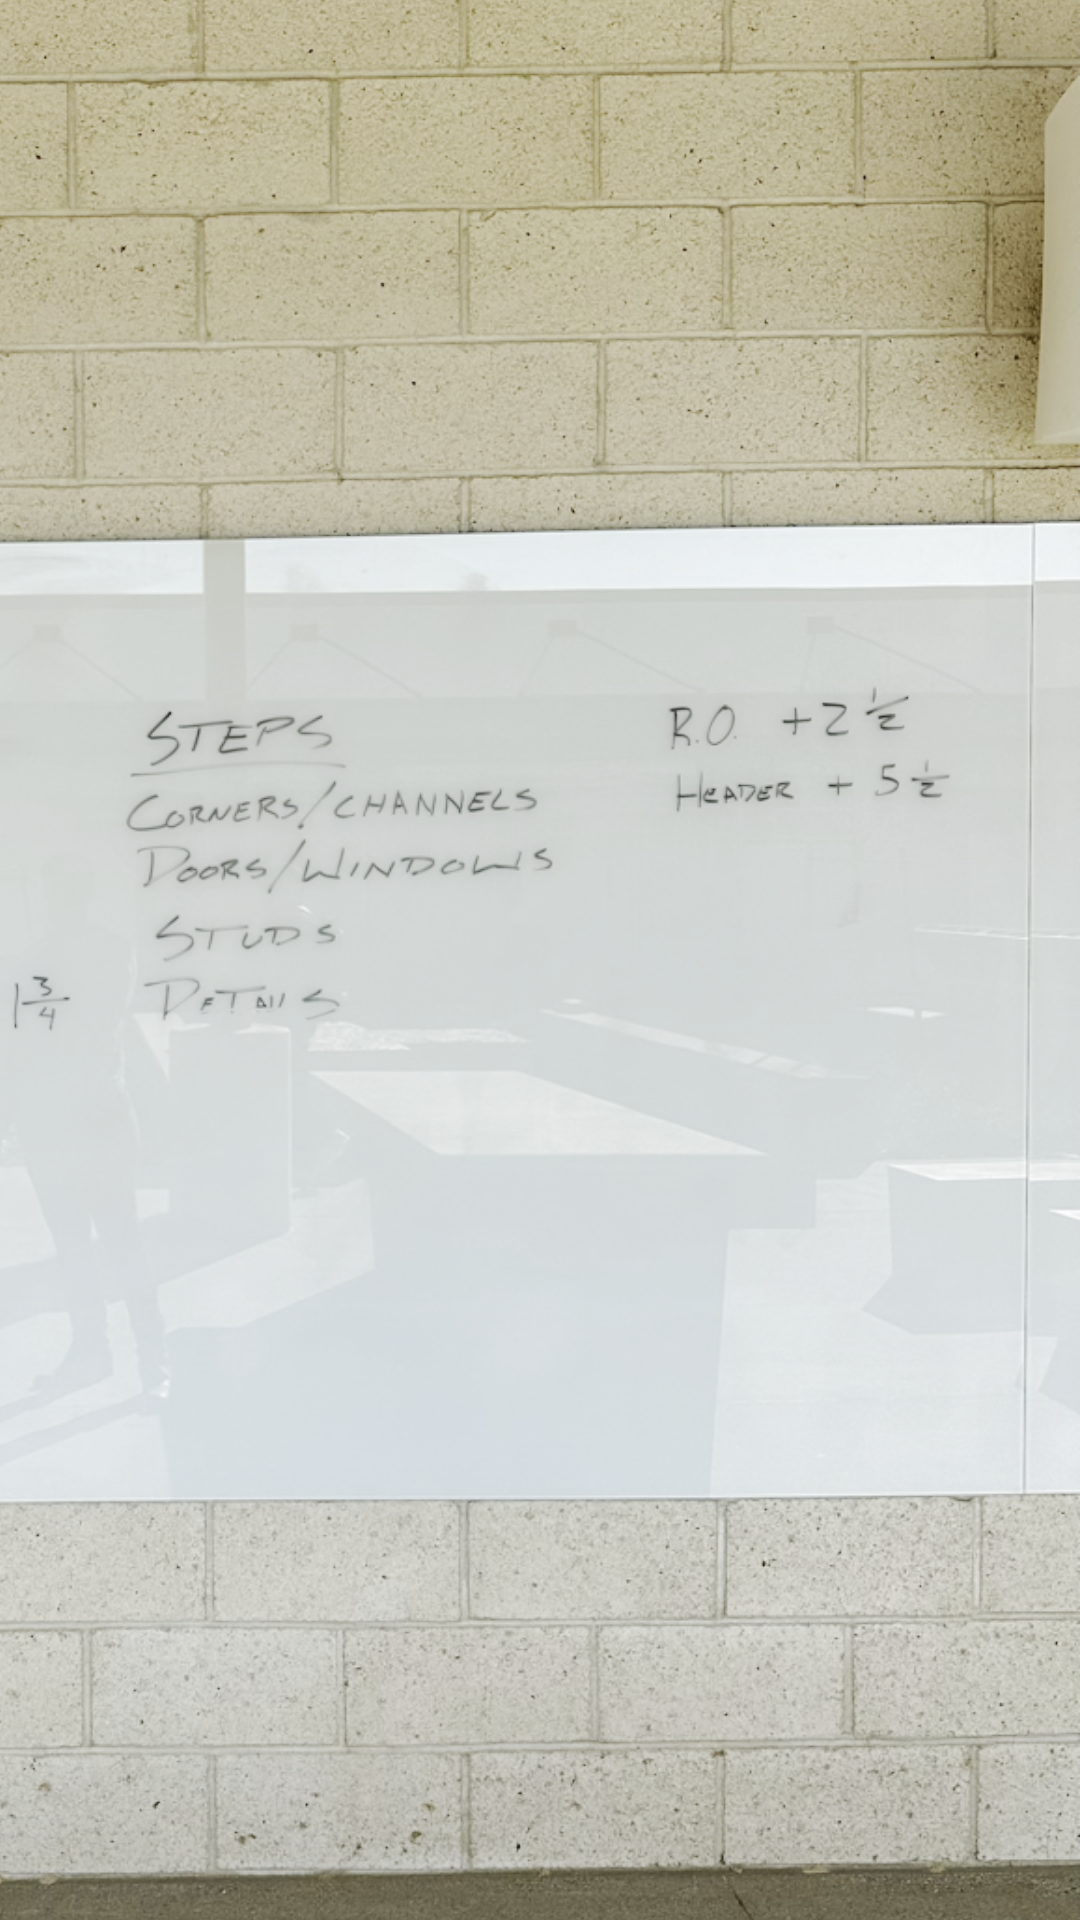 STEPS
CORNERS/CHANNELS
DOORS/WINDOWS
STUDS
1 3/4 DETAILS
R.O. +2 1/2
HEADER + 5 1/2